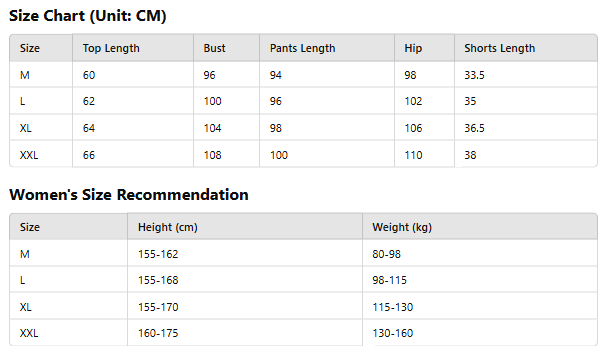 Size Chart (Unit: CM)
Size Top Length Bust Pants Length Hip Shorts Length
M 60 96 94 98 33.5
L 62 100 96 102 35
XL 64 104 98 106 36.5
XXL 66 108 100 110 38
Women's Size Recommendation
Size Height (cm) Weight (kg)
M 155-162 80-98
L 155-168 98-115
XL 155-170 115-130
XXL 160-175 130-160